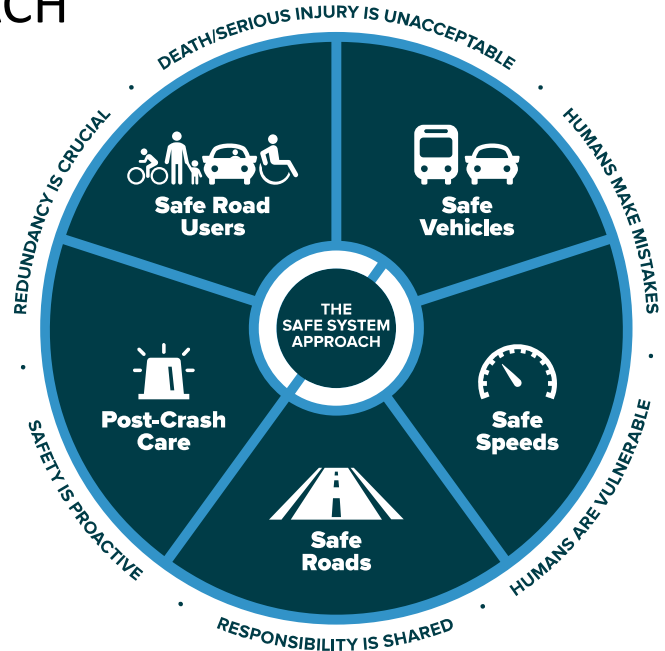 ACH
DEATH/SERIOUS INJURY IS UNACCEPTABLE
HUMANS MAKE MISTAKES
HUMANS ARE VULNERABLE
RESPONSIBILITY IS SHARED
SAFETY IS PROACTIVE
REDUNDANCY IS CRUCIAL
Safe Road
Users
Safe
Vehicles
THE
SAFE SYSTEM
APPROACH
Post-Crash
Care
Safe
Speeds
Safe
Roads